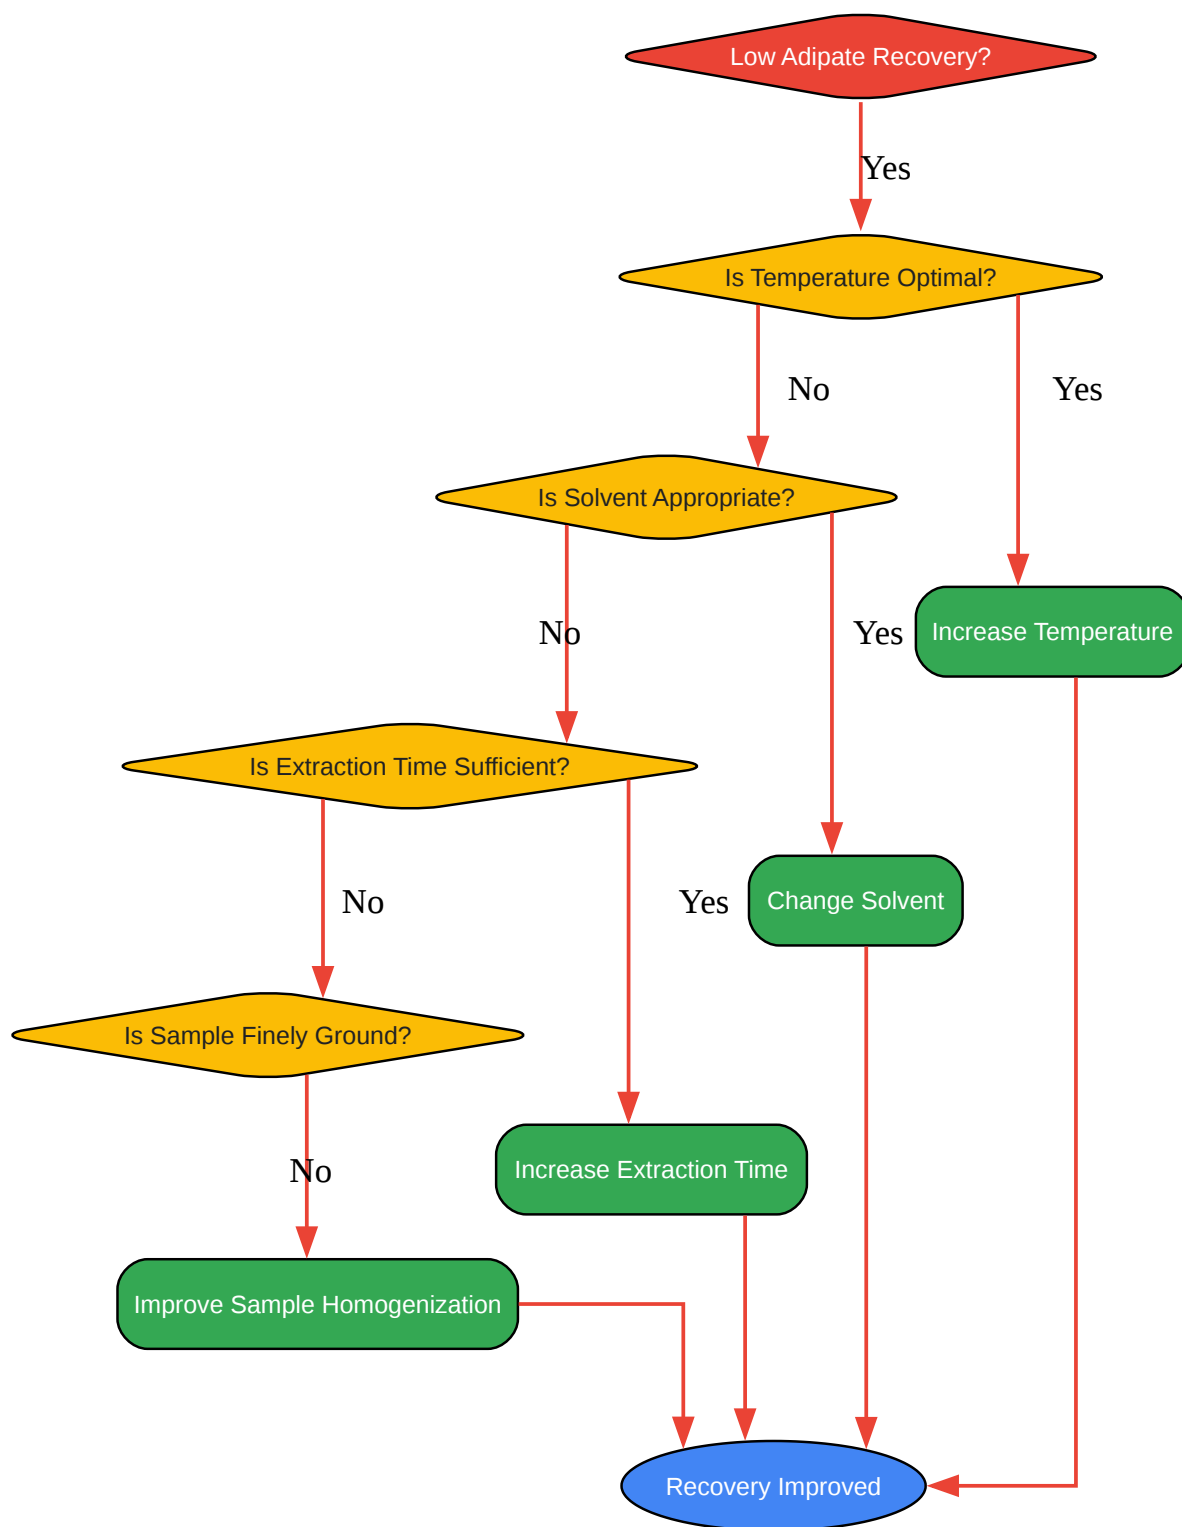 Low Adipate Recovery?
Yes
Is Temperature Optimal?
No
Yes
Is Solvent Appropriate?
No
Yes
Increase Temperature
Is Extraction Time Sufficient?
No
Yes
Change Solvent
Is Sample Finely Ground?
No
Increase Extraction Time
Improve Sample Homogenization
Recovery Improved